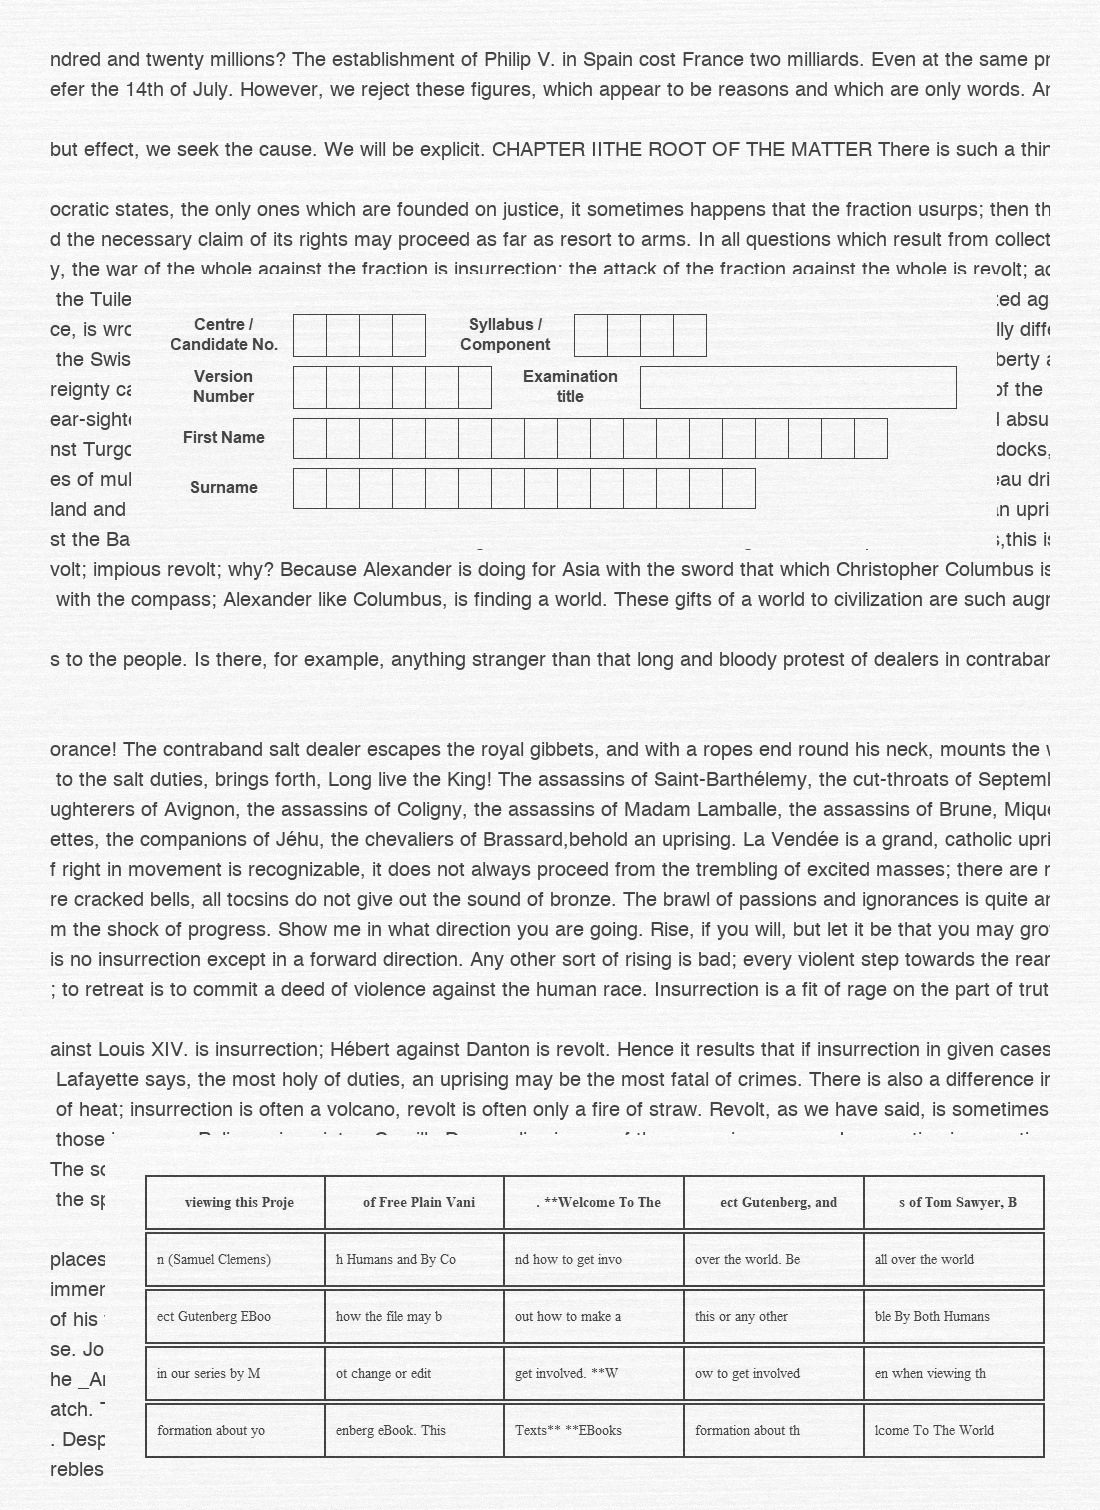 ndred and twenty millions? The establishment of Philip V. in Spain cost France two milliards. Even at the same pr
efer the 14th of July. However, we reject these figures, which appear to be reasons and which are only words. An
but effect, we seek the cause. We will be explicit. CHAPTER IITHE ROOT OF THE MATTER There is such a thin
ocratic states, the only ones which are founded on justice, it sometimes happens that the fraction usurps; then th
d the necessary claim of its rights may proceed as far as resort to arms. In all questions which result from collect
y, the war of the whole against the fraction is insurrection; the attack of the fraction against the whole is revolt; ac
the Tuile ted ag
ce, is wro lly diffe
the Swis berty a
reignty ca of the
ear-sighte l absu
nst Turgo docks,
es of mul eau dri
land and an upri
st the Ba s,this is
Centre / Candidate No. Syllabus / Component
Version Number Examination title
First Name
Surname
volt; impious revolt; why? Because Alexander is doing for Asia with the sword that which Christopher Columbus is
with the compass; Alexander like Columbus, is finding a world. These gifts of a world to civilization are such augr
s to the people. Is there, for example, anything stranger than that long and bloody protest of dealers in contraban
orance! The contraband salt dealer escapes the royal gibbets, and with a ropes end round his neck, mounts the w
to the salt duties, brings forth, Long live the King! The assassins of Saint-Barthélemy, the cut-throats of Septemb
ughterers of Avignon, the assassins of Coligny, the assassins of Madam Lamballe, the assassins of Brune, Mique
ettes, the companions of Jéhu, the chevaliers of Brassard,behold an uprising. La Vendée is a grand, catholic upri
f right in movement is recognizable, it does not always proceed from the trembling of excited masses; there are r
re cracked bells, all tocsins do not give out the sound of bronze. The brawl of passions and ignorances is quite an
m the shock of progress. Show me in what direction you are going. Rise, if you will, but let it be that you may gro
is no insurrection except in a forward direction. Any other sort of rising is bad; every violent step towards the rear
; to retreat is to commit a deed of violence against the human race. Insurrection is a fit of rage on the part of trut
ainst Louis XIV. is insurrection; Hébert against Danton is revolt. Hence it results that if insurrection in given cases
Lafayette says, the most holy of duties, an uprising may be the most fatal of crimes. There is also a difference in
of heat; insurrection is often a volcano, revolt is often only a fire of straw. Revolt, as we have said, is sometimes
those
The so
the sp
places
immer
of his
se. Jo
he _Ar
atch.
. Desp
rebles
viewing this Proje of Free Plain Vani . **Welcome To The ect Gutenberg, and s of Tom Sawyer, B
n (Samuel Clemens) h Humans and By Co nd how to get invo over the world. Be all over the world
ect Gutenberg EBoo how the file may b out how to make a this or any other ble By Both Humans
in our series by M ot change or edit get involved. **W ow to get involved en when viewing th
formation about yo enberg eBook. This Texts** **EBooks formation about th lcome To The World